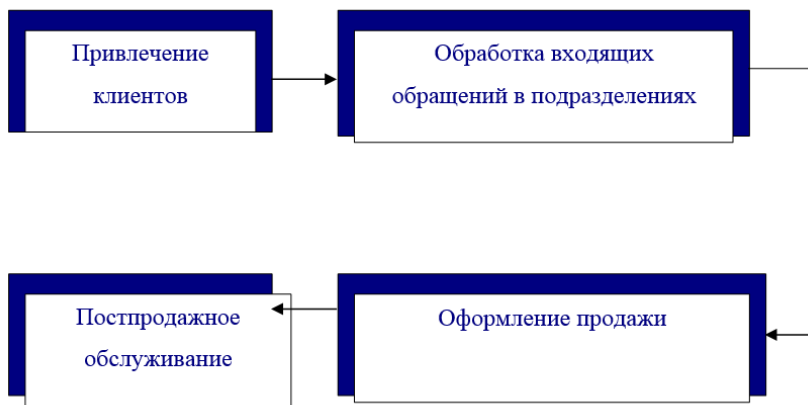 Привлечение
клиентов
Обработка входящих
обращений в подразделениях
Постпродажное
обслуживание
Оформление продажи